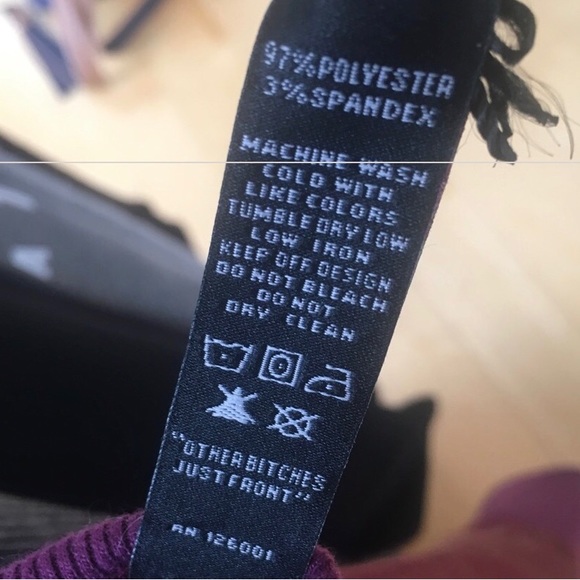 97% POLYESTER
3% SPANDEX
MACHINE WASH
COLD WITH
LIKE COLORS
TUMBLE DRY LOW
LOW IRON
KEEP OFF DESIGN
DO NOT BLEACH
DO NOT
DRY CLEAN
"OTHER BITCHES
JUST FRONT"
RN 126001